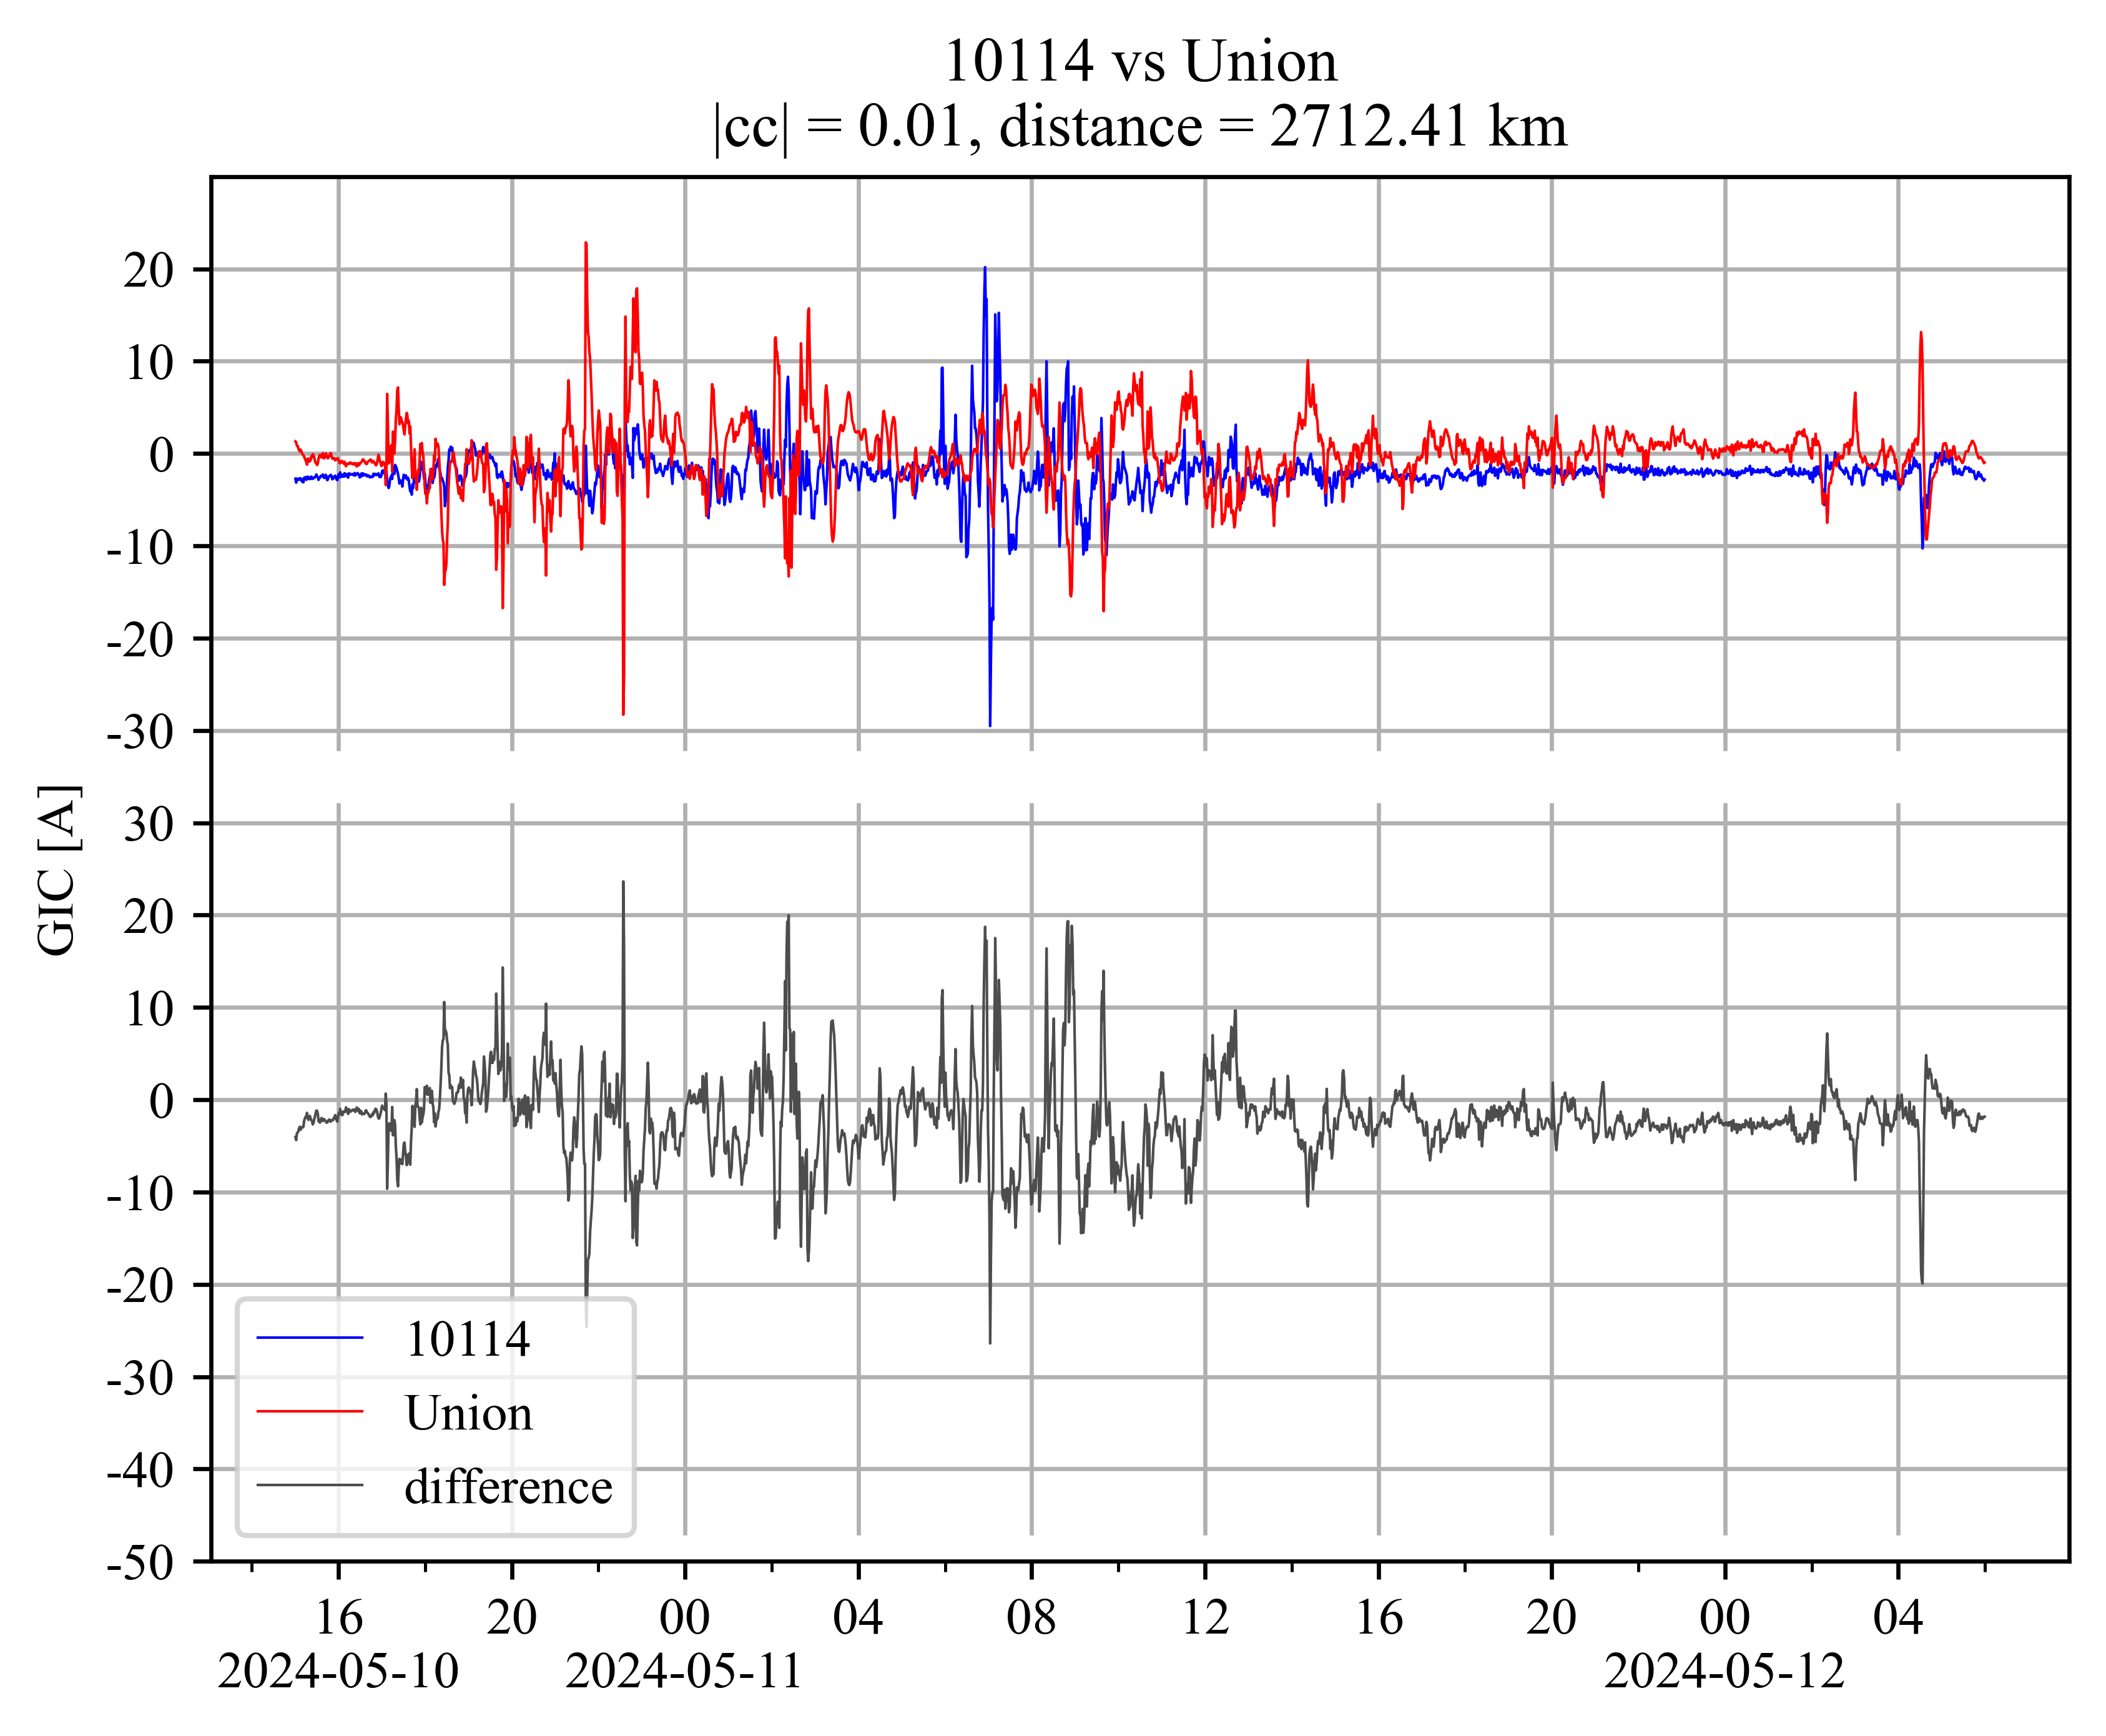 10114 vs Union
|cc| = 0.01, distance = 2712.41 km
GIC [A]
20
10
0
-10
-20
-30
30
20
10
0
-10
-20
-30
-40
-50
10114
Union
difference
16 20 00 04 08 12 16 20 00 04
2024-05-10 2024-05-11 2024-05-12